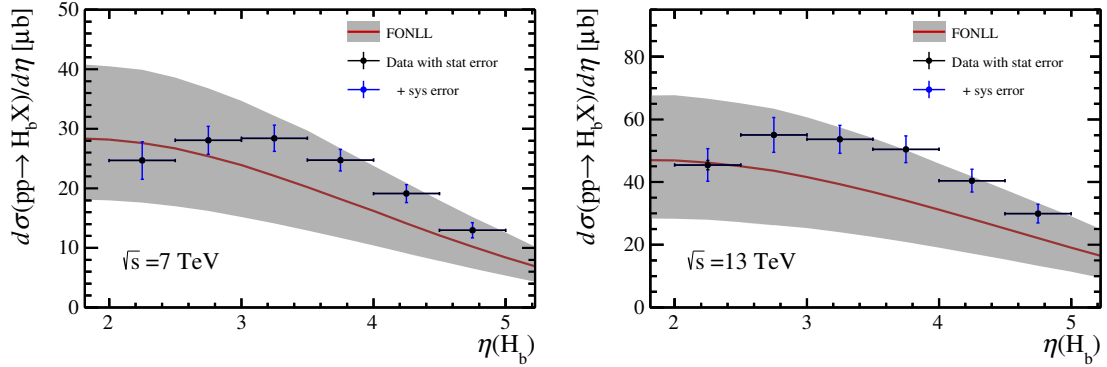 dσ(pp→ H_bX)/dη [μb]
50
40
30
20
10
0
FONLL
Data with stat error
+ sys error
√s =7 TeV
2 3 4 5
η(H_b)
dσ(pp→ H_bX)/dη [μb]
80
60
40
20
0
FONLL
Data with stat error
+ sys error
√s =13 TeV
2 3 4 5
η(H_b)